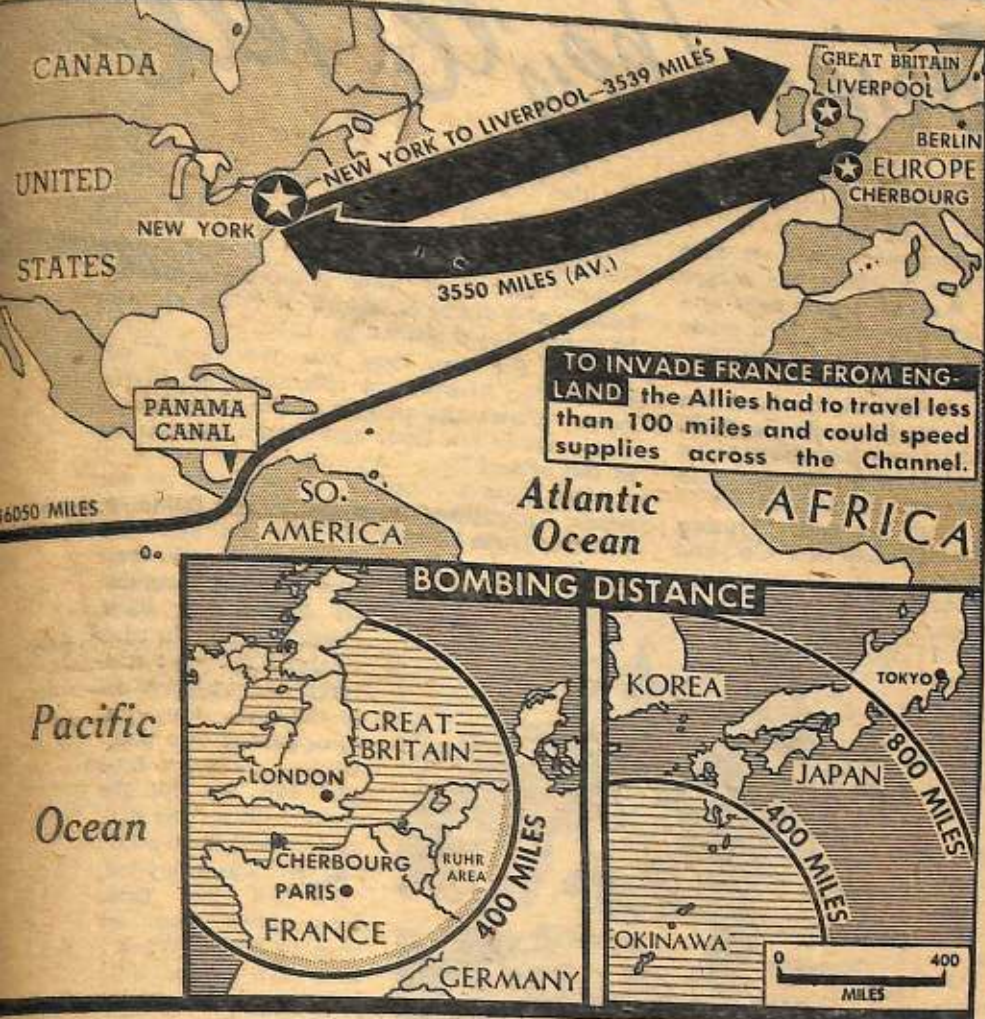 CANADA
GREAT BRITAIN
LIVERPOOL
NEW YORK TO LIVERPOOL—3539 MILES
BERLIN
EUROPE
CHERBOURG
UNITED
STATES
NEW YORK
3550 MILES (AV.)
TO INVADE FRANCE FROM ENG-
LAND the Allies had to travel less
than 100 miles and could speed
supplies across the Channel.
PANAMA
CANAL
6050 MILES
SO.
AMERICA
Atlantic
Ocean
AFRICA
Pacific
Ocean
BOMBING DISTANCE
GREAT
BRITAIN
LONDON
CHERBOURG
PARIS
RUHR
AREA
FRANCE
GERMANY
400 MILES
KOREA
TOKYO
JAPAN
800 MILES
400 MILES
OKINAWA
0 400
MILES